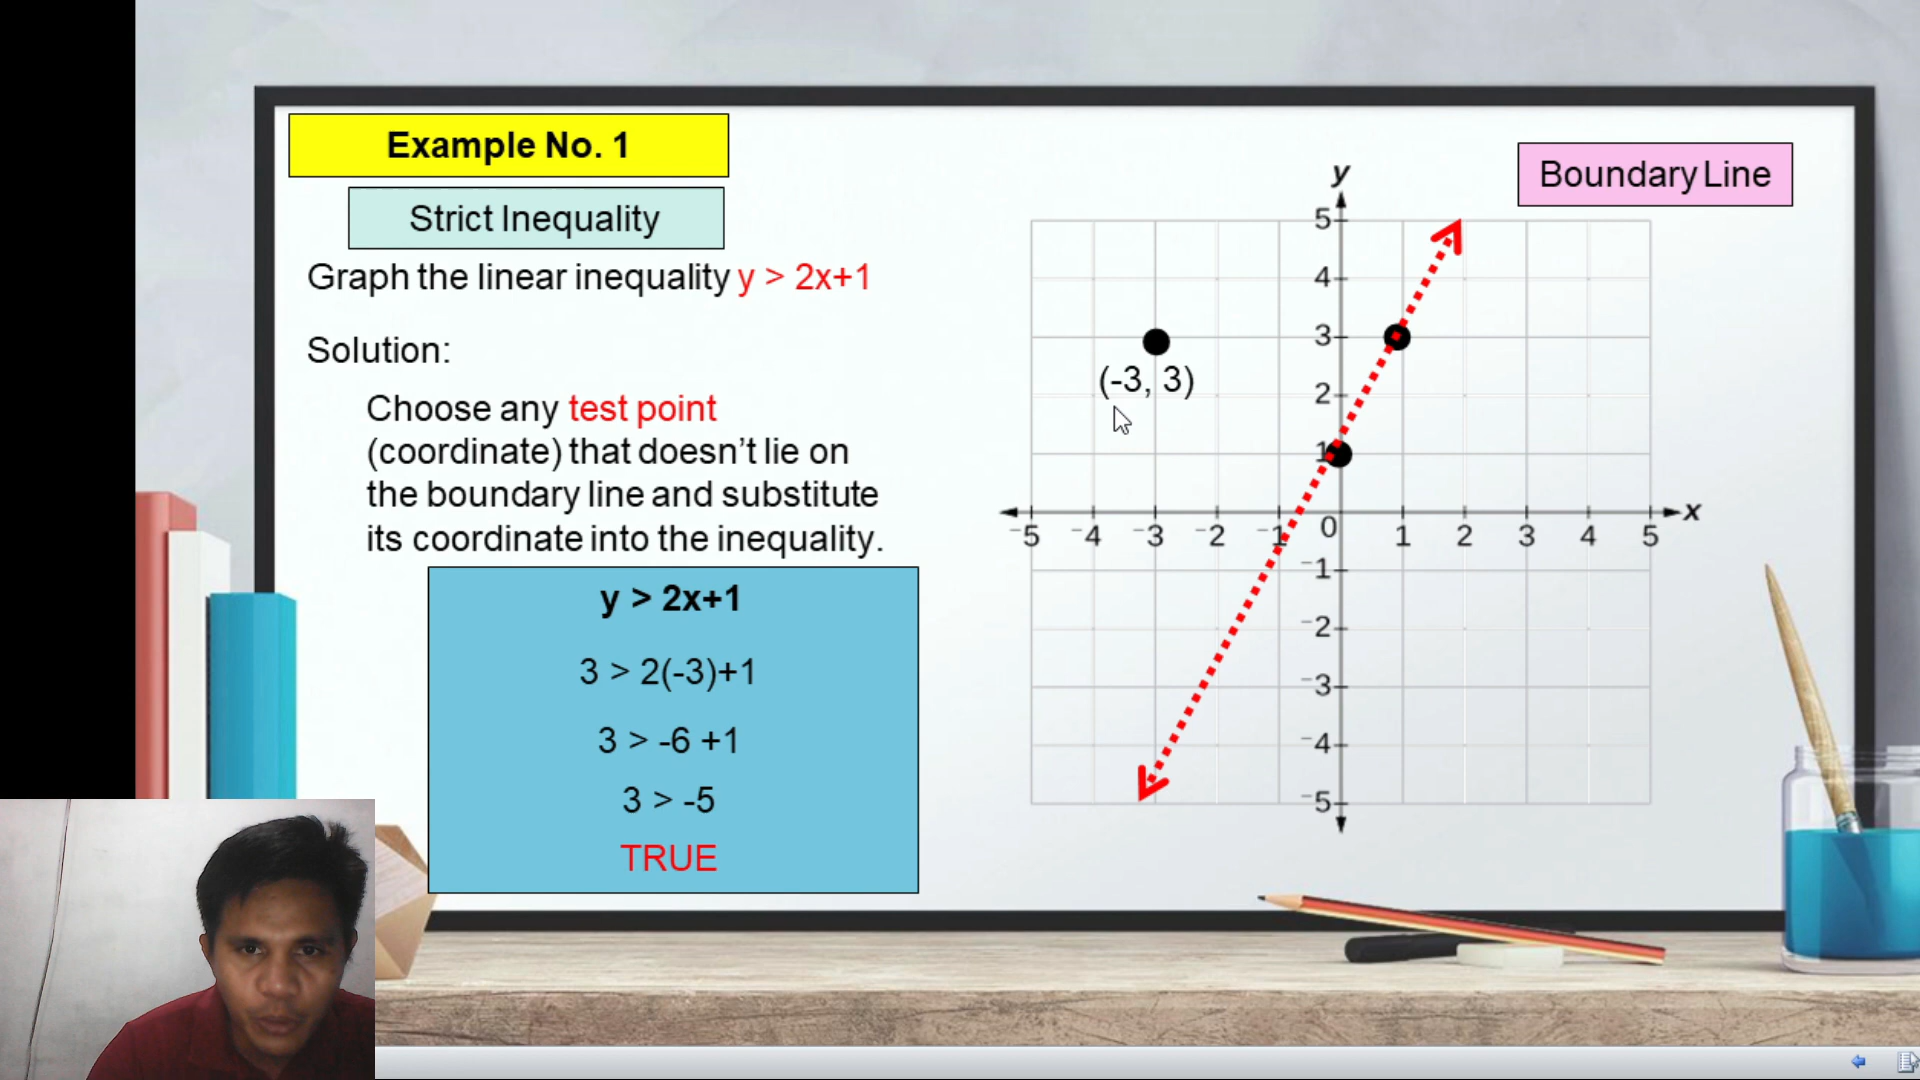 Example No. 1
Strict Inequality
Graph the linear inequality y > 2x+1
Solution:
Choose any test point
(coordinate) that doesn't lie on
the boundary line and substitute
its coordinate into the inequality.
y > 2x+1
3 > 2(-3)+1
3 > -6 +1
3 > -5
TRUE
Boundary Line
y
5
4
3
(-3, 3)
2
1
x
-5 -4 -3 -2 -1 0 1 2 3 4 5
-1
-2
-3
-4
-5